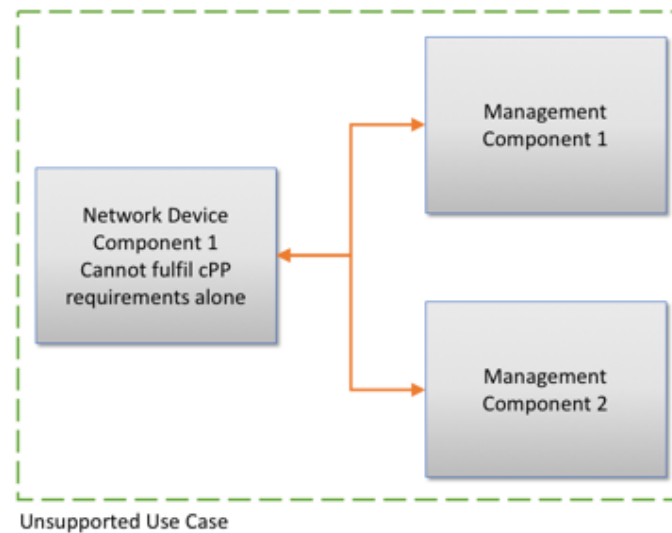 Network Device
Component 1
Cannot fulfil cPP
requirements alone
Management
Component 1
Management
Component 2
Unsupported Use Case